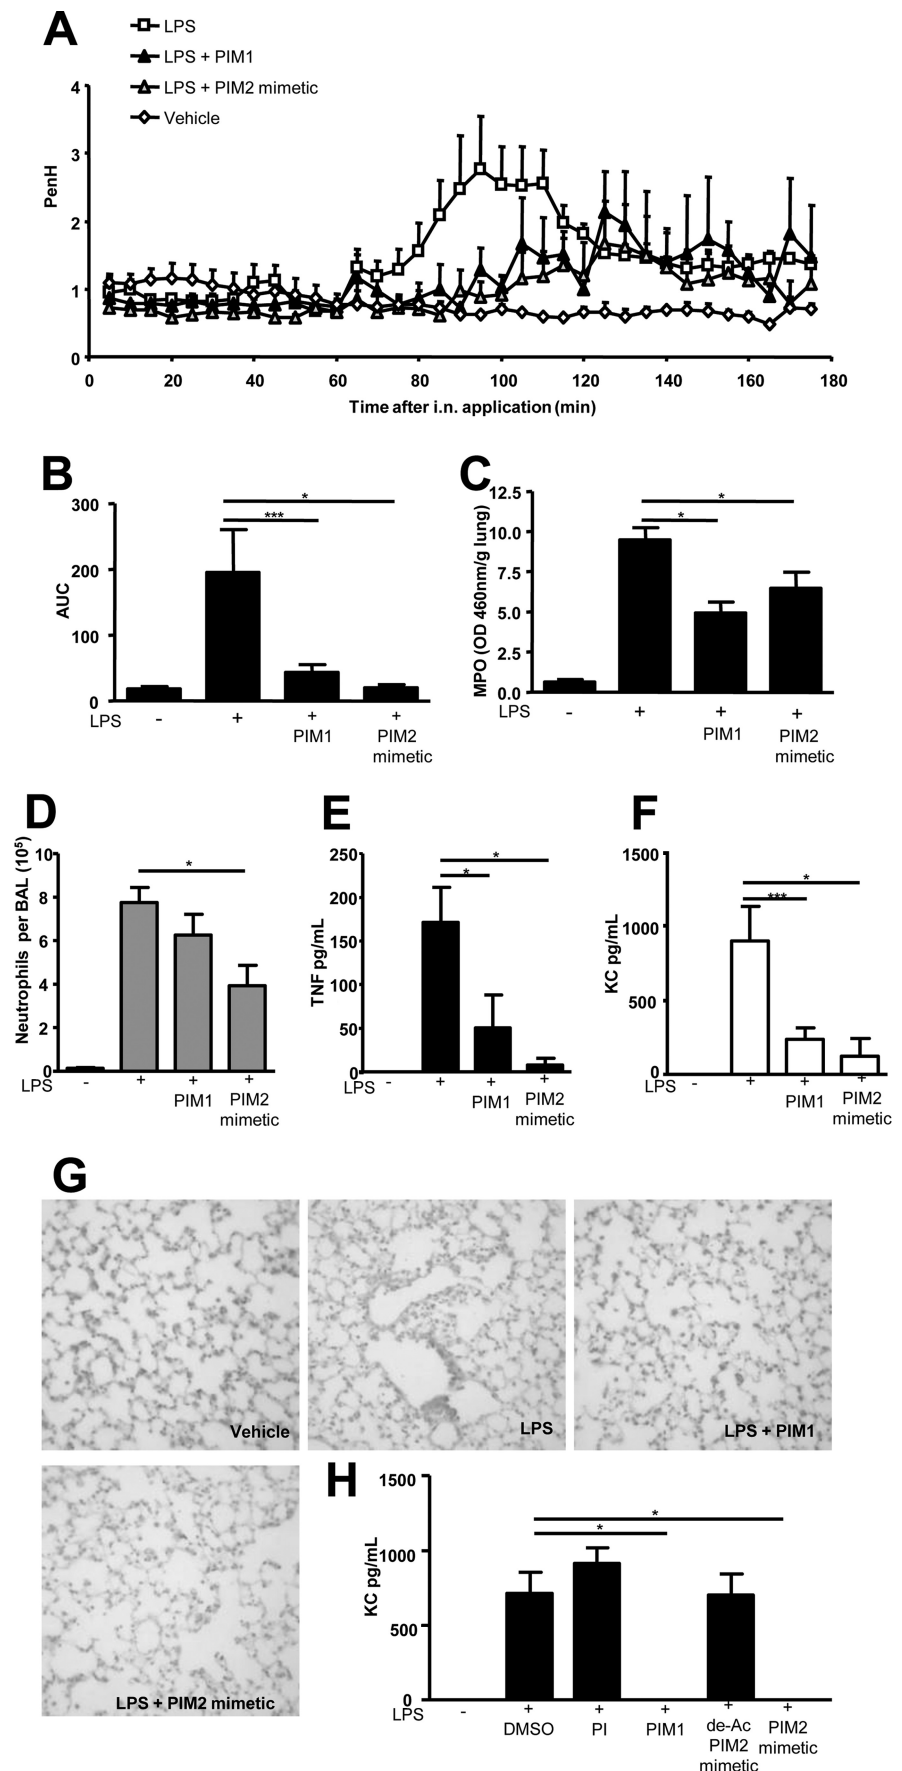 A
LPS
LPS + PIM1
LPS + PIM2 mimetic
Vehicle
PenH
4
3
2
1
0
0 20 40 60 80 100 120 140 160 180
Time after i.n. application (min)
B
AUC
300
200
100
0
*
***
LPS - + + +
PIM1 PIM2
mimetic
C
MPO (OD 460nm/g lung)
12.5
10.0
7.5
5.0
2.5
0.0
*
*
LPS - + + +
PIM1 PIM2
mimetic
D
Neutrophils per BAL (10⁵)
10
8
6
4
2
0
*
LPS - + + +
PIM1 PIM2
mimetic
E
TNF pg/mL
250
200
150
100
50
0
*
*
LPS - + + +
PIM1 PIM2
mimetic
F
KC pg/mL
1500
1000
500
0
*
***
LPS - + + +
PIM1 PIM2
mimetic
G
Vehicle
LPS
LPS + PIM1
LPS + PIM2 mimetic
H
KC pg/mL
1500
1000
500
0
*
*
LPS - + + + + +
DMSO PI PIM1 de-Ac PIM2
PIM2 mimetic
mimetic